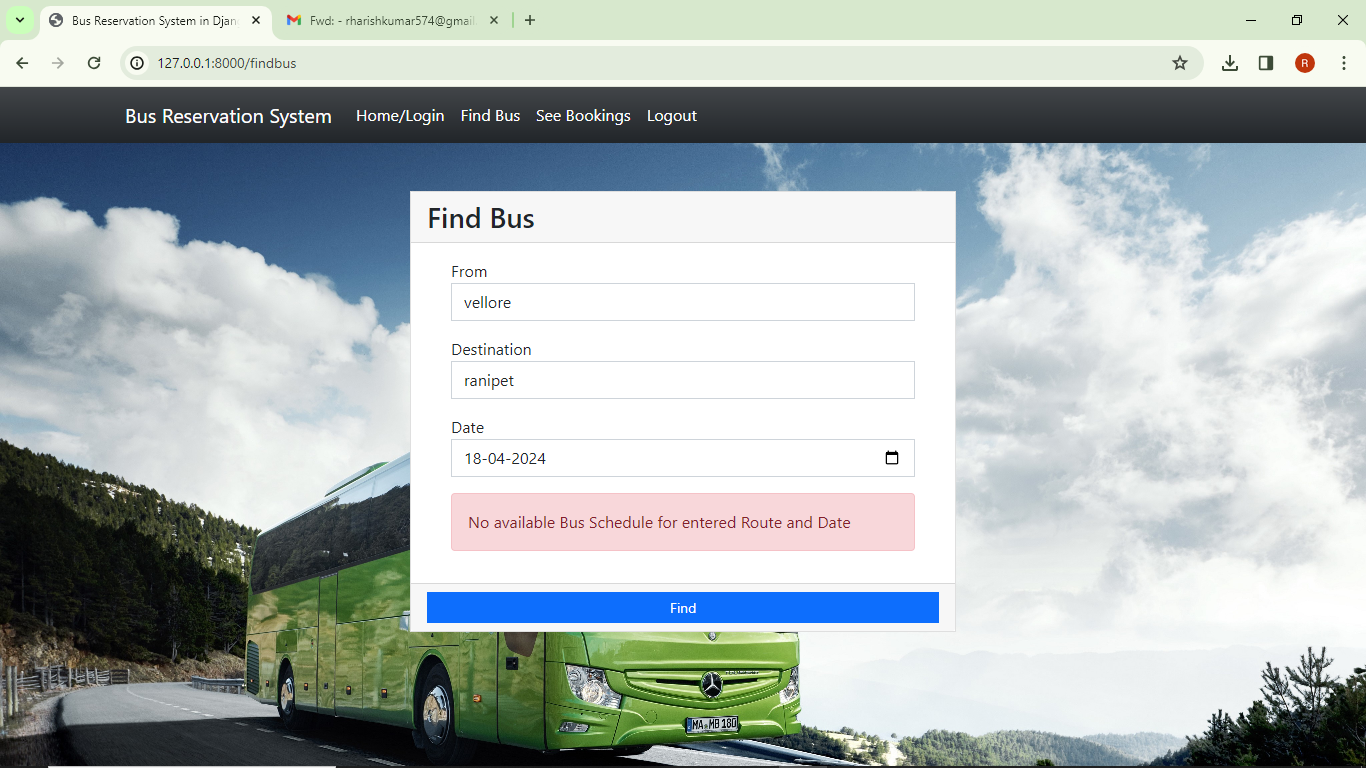 Bus Reservation System in Djan
Fwd: - rharishkumar574@gmail
127.0.0.1:8000/findbus
R
Bus Reservation System Home/Login Find Bus See Bookings Logout
Find Bus
From
vellore
Destination
ranipet
Date
18-04-2024
No available Bus Schedule for entered Route and Date
Find
MA MB 180